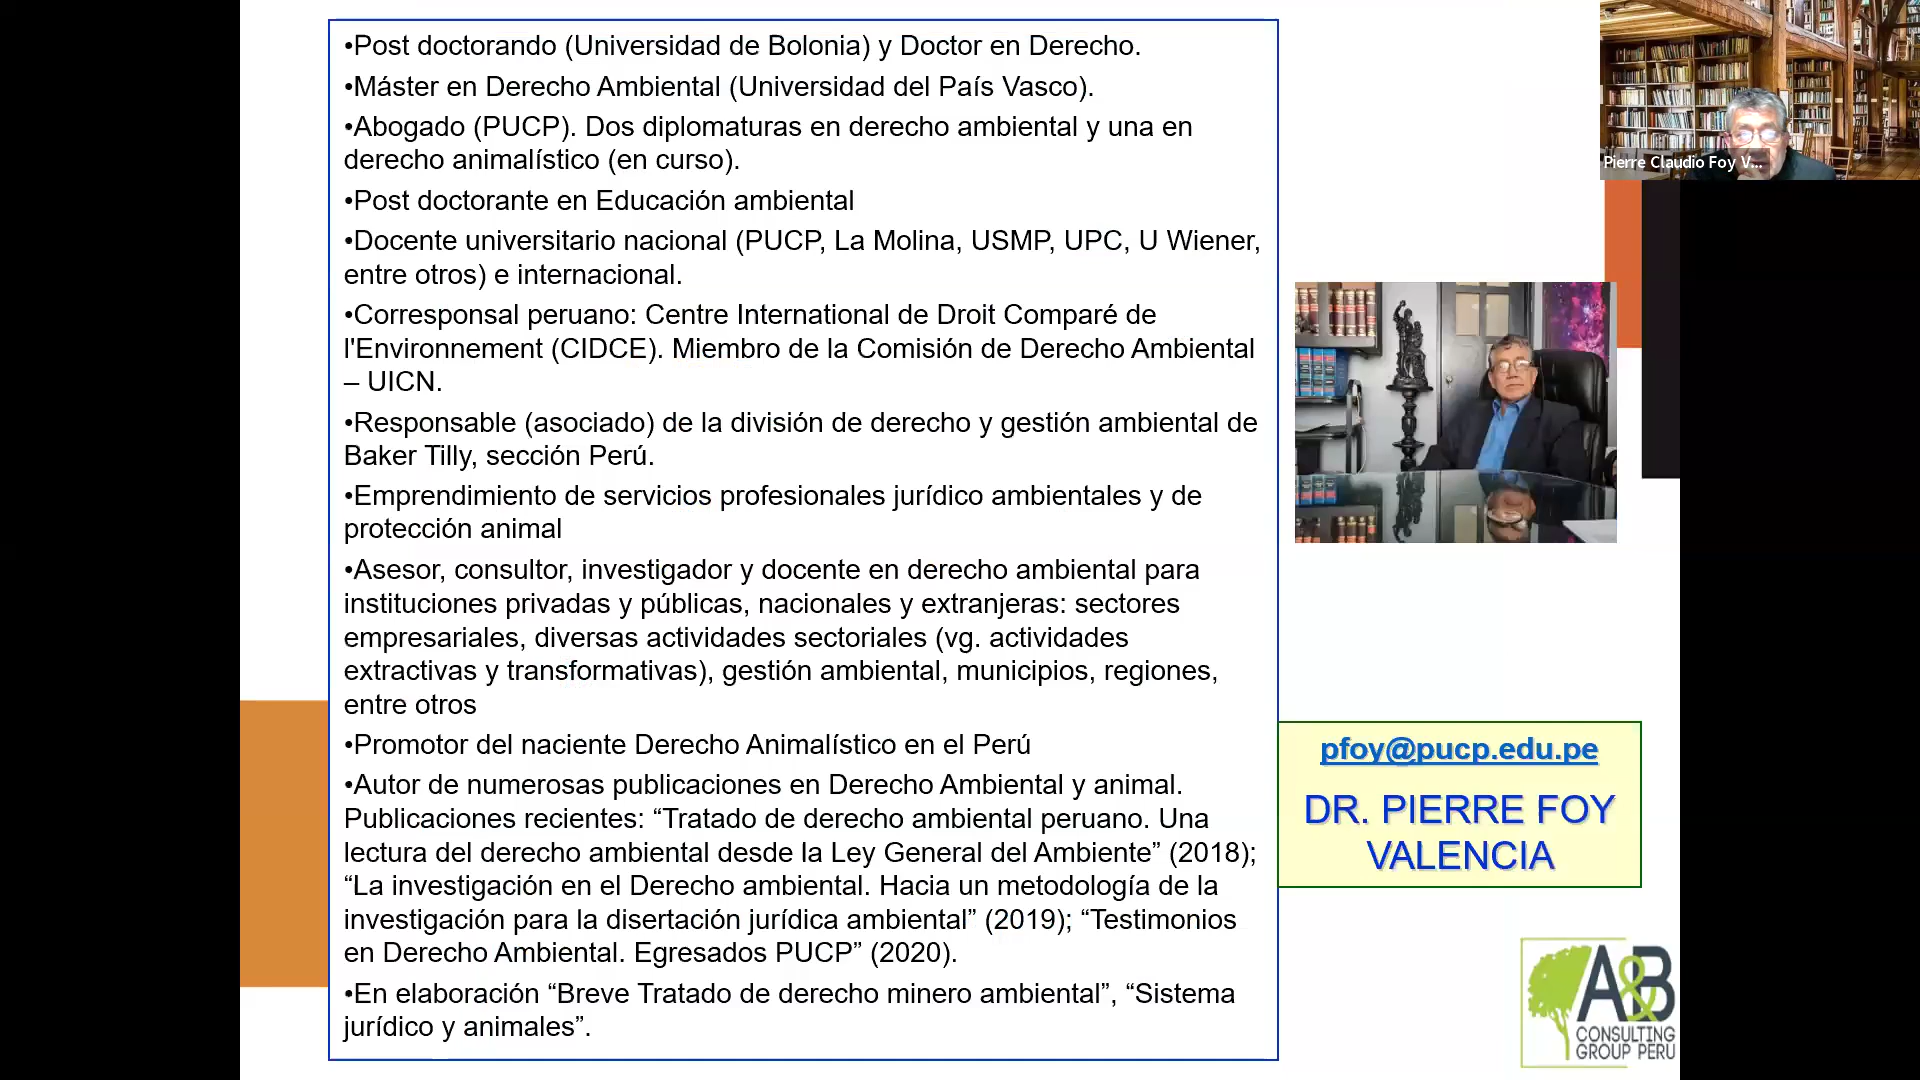 •Post doctorando (Universidad de Bolonia) y Doctor en Derecho.
•Máster en Derecho Ambiental (Universidad del País Vasco).
•Abogado (PUCP). Dos diplomaturas en derecho ambiental y una en
derecho animalístico (en curso).
•Post doctorante en Educación ambiental
•Docente universitario nacional (PUCP, La Molina, USMP, UPC, U Wiener,
entre otros) e internacional.
•Corresponsal peruano: Centre International de Droit Comparé de
l'Environnement (CIDCE). Miembro de la Comisión de Derecho Ambiental
– UICN.
•Responsable (asociado) de la división de derecho y gestión ambiental de
Baker Tilly, sección Perú.
•Emprendimiento de servicios profesionales jurídico ambientales y de
protección animal
•Asesor, consultor, investigador y docente en derecho ambiental para
instituciones privadas y públicas, nacionales y extranjeras: sectores
empresariales, diversas actividades sectoriales (vg. actividades
extractivas y transformativas), gestión ambiental, municipios, regiones,
entre otros
•Promotor del naciente Derecho Animalístico en el Perú
•Autor de numerosas publicaciones en Derecho Ambiental y animal.
Publicaciones recientes: “Tratado de derecho ambiental peruano. Una
lectura del derecho ambiental desde la Ley General del Ambiente” (2018);
“La investigación en el Derecho ambiental. Hacia un metodología de la
investigación para la disertación jurídica ambiental” (2019); “Testimonios
en Derecho Ambiental. Egresados PUCP” (2020).
•En elaboración “Breve Tratado de derecho minero ambiental”, “Sistema
jurídico y animales”.
Pierre Claudio Foy V...
pfoy@pucp.edu.pe
DR. PIERRE FOY
VALENCIA
A&B
CONSULTING
GROUP PERU